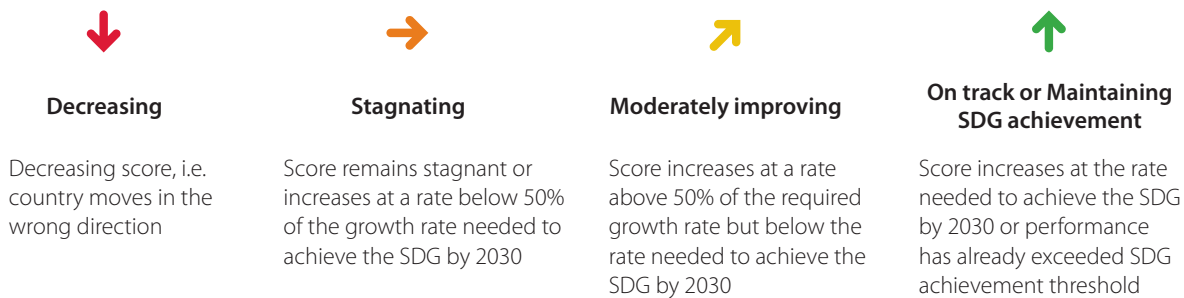 Decreasing
Decreasing score, i.e.
country moves in the
wrong direction
Stagnating
Score remains stagnant or
increases at a rate below 50%
of the growth rate needed to
achieve the SDG by 2030
Moderately improving
Score increases at a rate
above 50% of the required
growth rate but below the
rate needed to achieve the
SDG by 2030
On track or Maintaining
SDG achievement
Score increases at the rate
needed to achieve the SDG
by 2030 or performance
has already exceeded SDG
achievement threshold